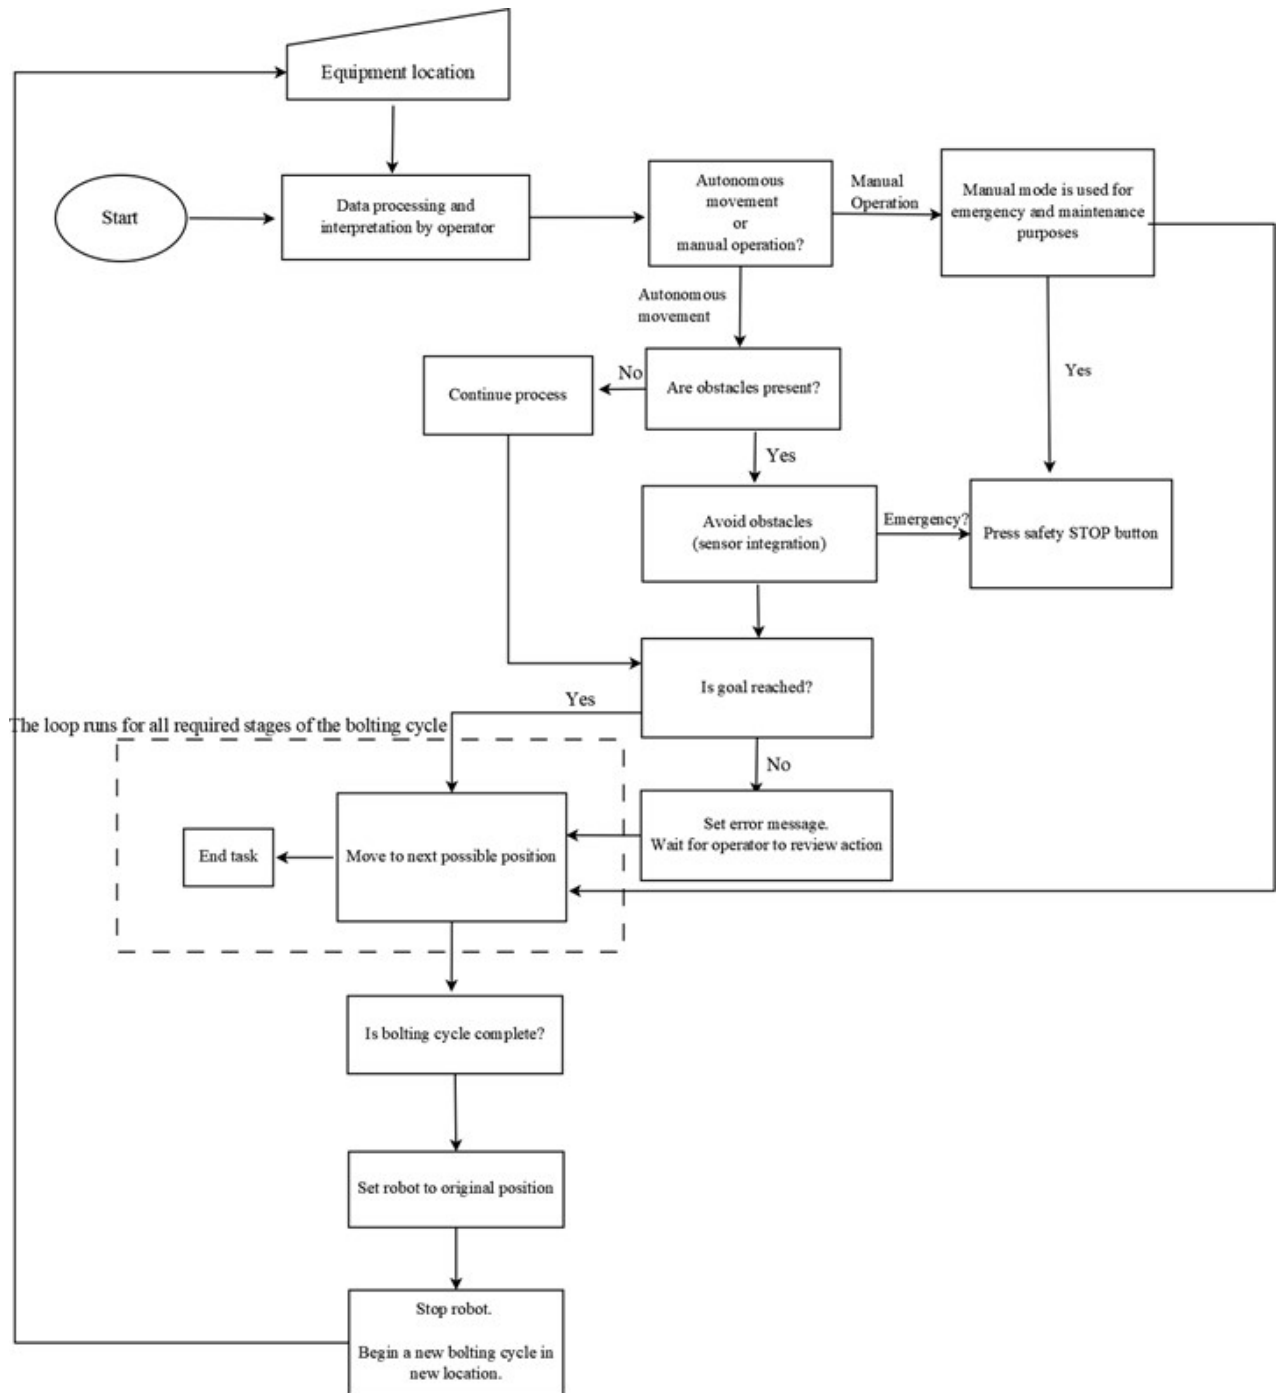 Equipment location
Start
Data processing and
interpretation by operator
Autonomous
movement
or
manual operation?
Manual
Operation
Manual mode is used for
emergency and maintenance
purposes
Autonomous
movement
Yes
Continue process
No
Are obstacles present?
Yes
Avoid obstacles
(sensor integration)
Emergency?
Press safety STOP button
Is goal reached?
Yes
The loop runs for all required stages of the bolting cycle
No
Set error message.
Wait for operator to review action
End task
Move to next possible position
Is bolting cycle complete?
Set robot to original position
Stop robot.
Begin a new bolting cycle in
new location.